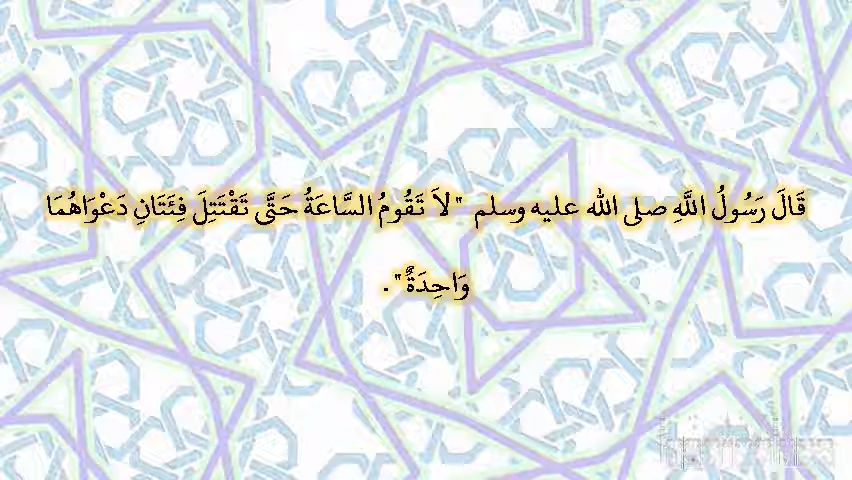 قَالَ رَسُولُ اللَّهِ صلى الله عليه وسلم ‏ "‏ لاَ تَقُومُ السَّاعَةُ حَتَّى تَقْتَتِلَ فِئَتَانِ دَعْوَاهُمَا
وَاحِدَةٌ ‏"‏‏.‏